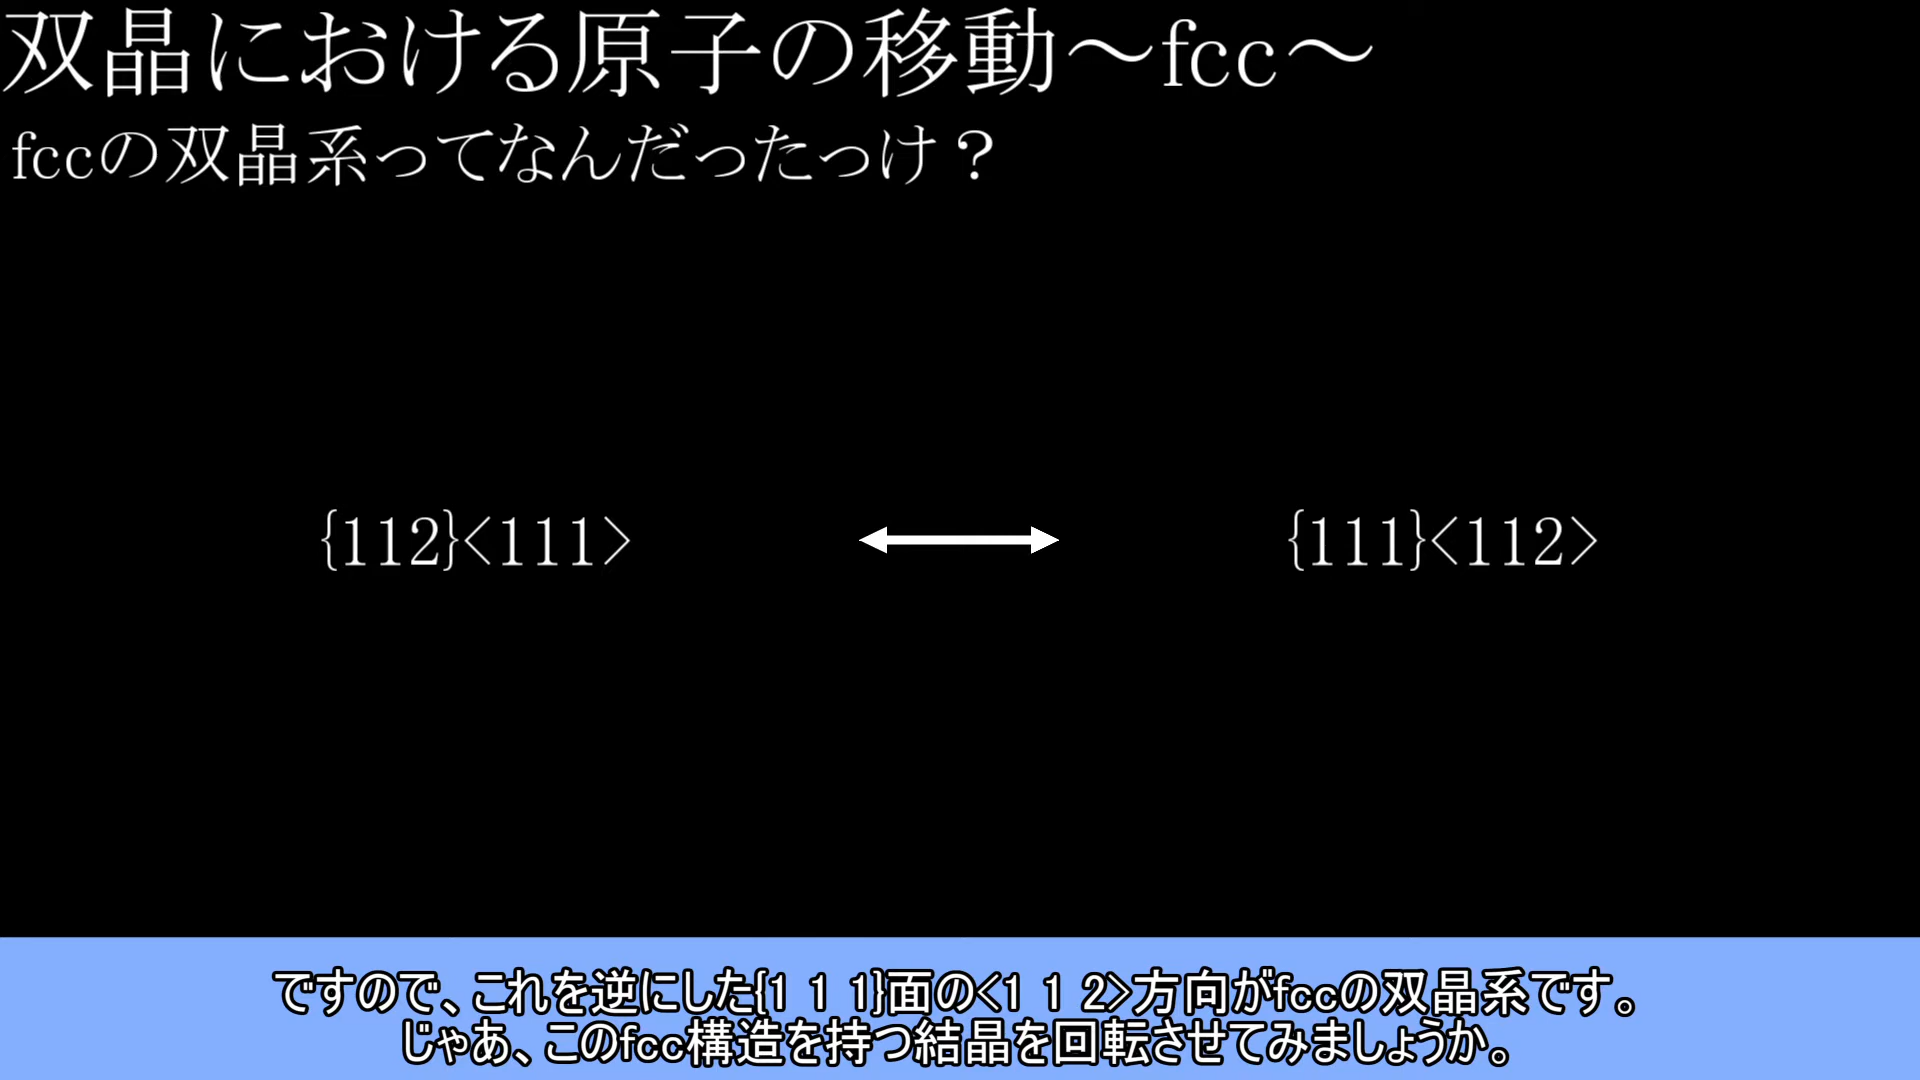 双晶における原子の移動～fcc～
fccの双晶系ってなんだったっけ？
{112}<111>
{111}<112>
ですので、これを逆にした{1 1 1}面の<1 1 2>方向がfccの双晶系です。
じゃあ、このfcc構造を持つ結晶を回転させてみましょうか。